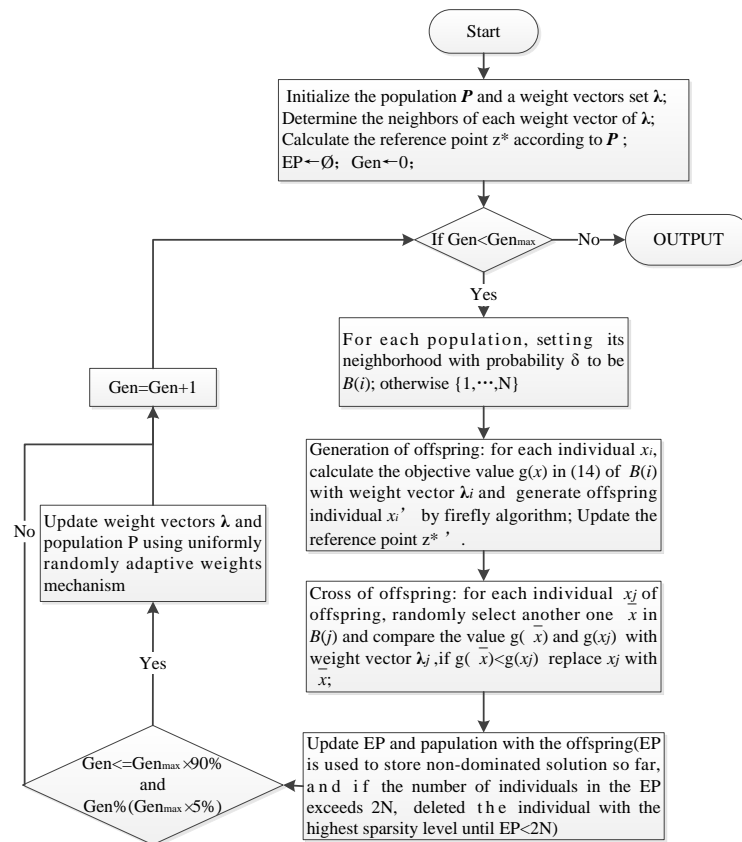 Start
Initialize the population P and a weight vectors set λ;
Determine the neighbors of each weight vector of λ;
Calculate the reference point z* according to P ;
EP←Ø; Gen←0;
If Gen<Genmax
No
OUTPUT
Yes
For each population, setting its
neighborhood with probability δ to be
B(i); otherwise {1,⋯,N}
Gen=Gen+1
Generation of offspring: for each individual xi,
calculate the objective value g(x) in (14) of B(i)
with weight vector λi and generate offspring
individual xi’ by firefly algorithm; Update the
reference point z* ’ .
No
Update weight vectors λ and
population P using uniformly
randomly adaptive weights
mechanism
Cross of offspring: for each individual xj of
offspring, randomly select another one x̄ in
B(j) and compare the value g( x̄) and g(xj) with
weight vector λj ,if g( x̄)<g(xj) replace xj with
x̄;
Yes
Update EP and papulation with the offspring(EP
is used to store non-dominated solution so far,
and if the number of individuals in the EP
exceeds 2N, deleted the individual with the
highest sparsity level until EP<2N)
Gen<=Genmax×90%
and
Gen%(Genmax×5%)